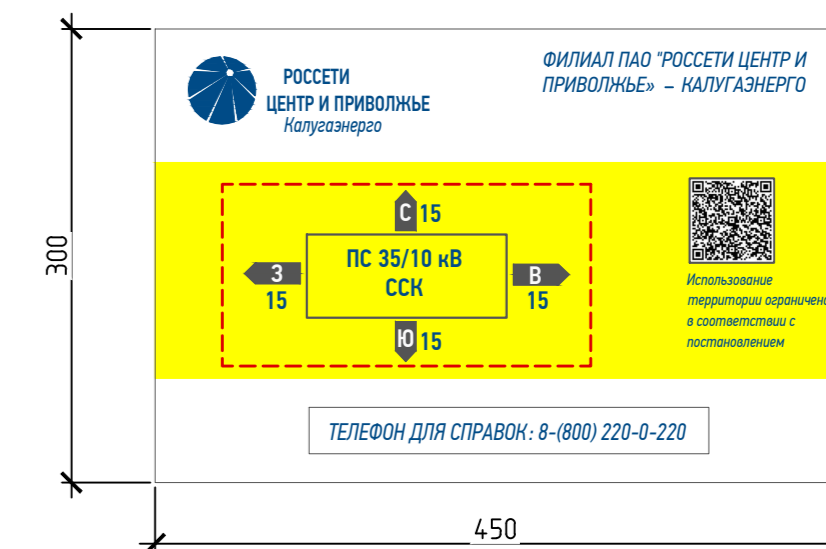 РОССЕТИ
ЦЕНТР И ПРИВОЛЖЬЕ
Калугаэнерго
ФИЛИАЛ ПАО "РОССЕТИ ЦЕНТР И
ПРИВОЛЖЬЕ» – КАЛУГАЭНЕРГО
300
С 15
З
15
ПС 35/10 кВ
ССК
В
15
Ю 15
Использование
территории ограничено
в соответствии с
постановлением
ТЕЛЕФОН ДЛЯ СПРАВОК: 8-(800) 220-0-220
450